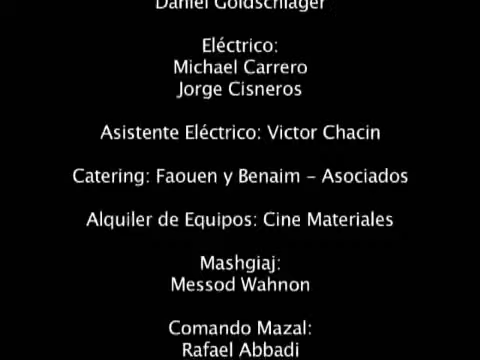 Daniel Goldschlager
Eléctrico:
Michael Carrero
Jorge Cisneros
Asistente Eléctrico: Victor Chacin
Catering: Faouen y Benaim - Asociados
Alquiler de Equipos: Cine Materiales
Mashgiaj:
Messod Wahnon
Comando Mazal:
Rafael Abbadi